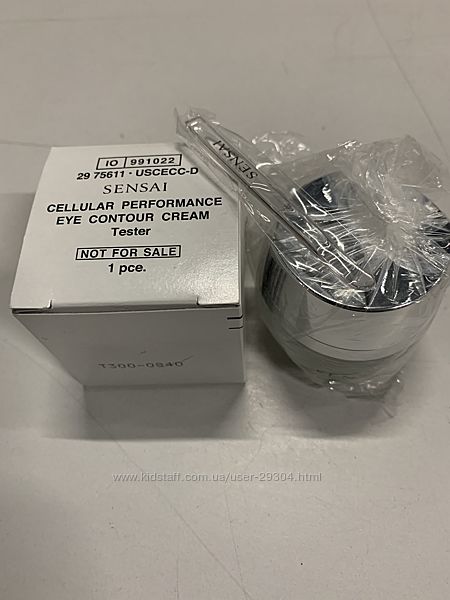 IO 991022
29 75611 · USCECC-D
SENSAI
CELLULAR PERFORMANCE
EYE CONTOUR CREAM
Tester
NOT FOR SALE
1 pce.
T300-0840
SENSAI
www.kidstaff.com.ua/user-29304.html